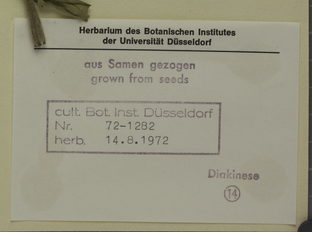 Herbarium des Botanischen Institutes
der Universität Düsseldorf
aus Samen gezogen
grown from seeds
cult. Bot. Inst. Düsseldorf
Nr. 72-1282
herb. 14.8.1972
Diakinese
14